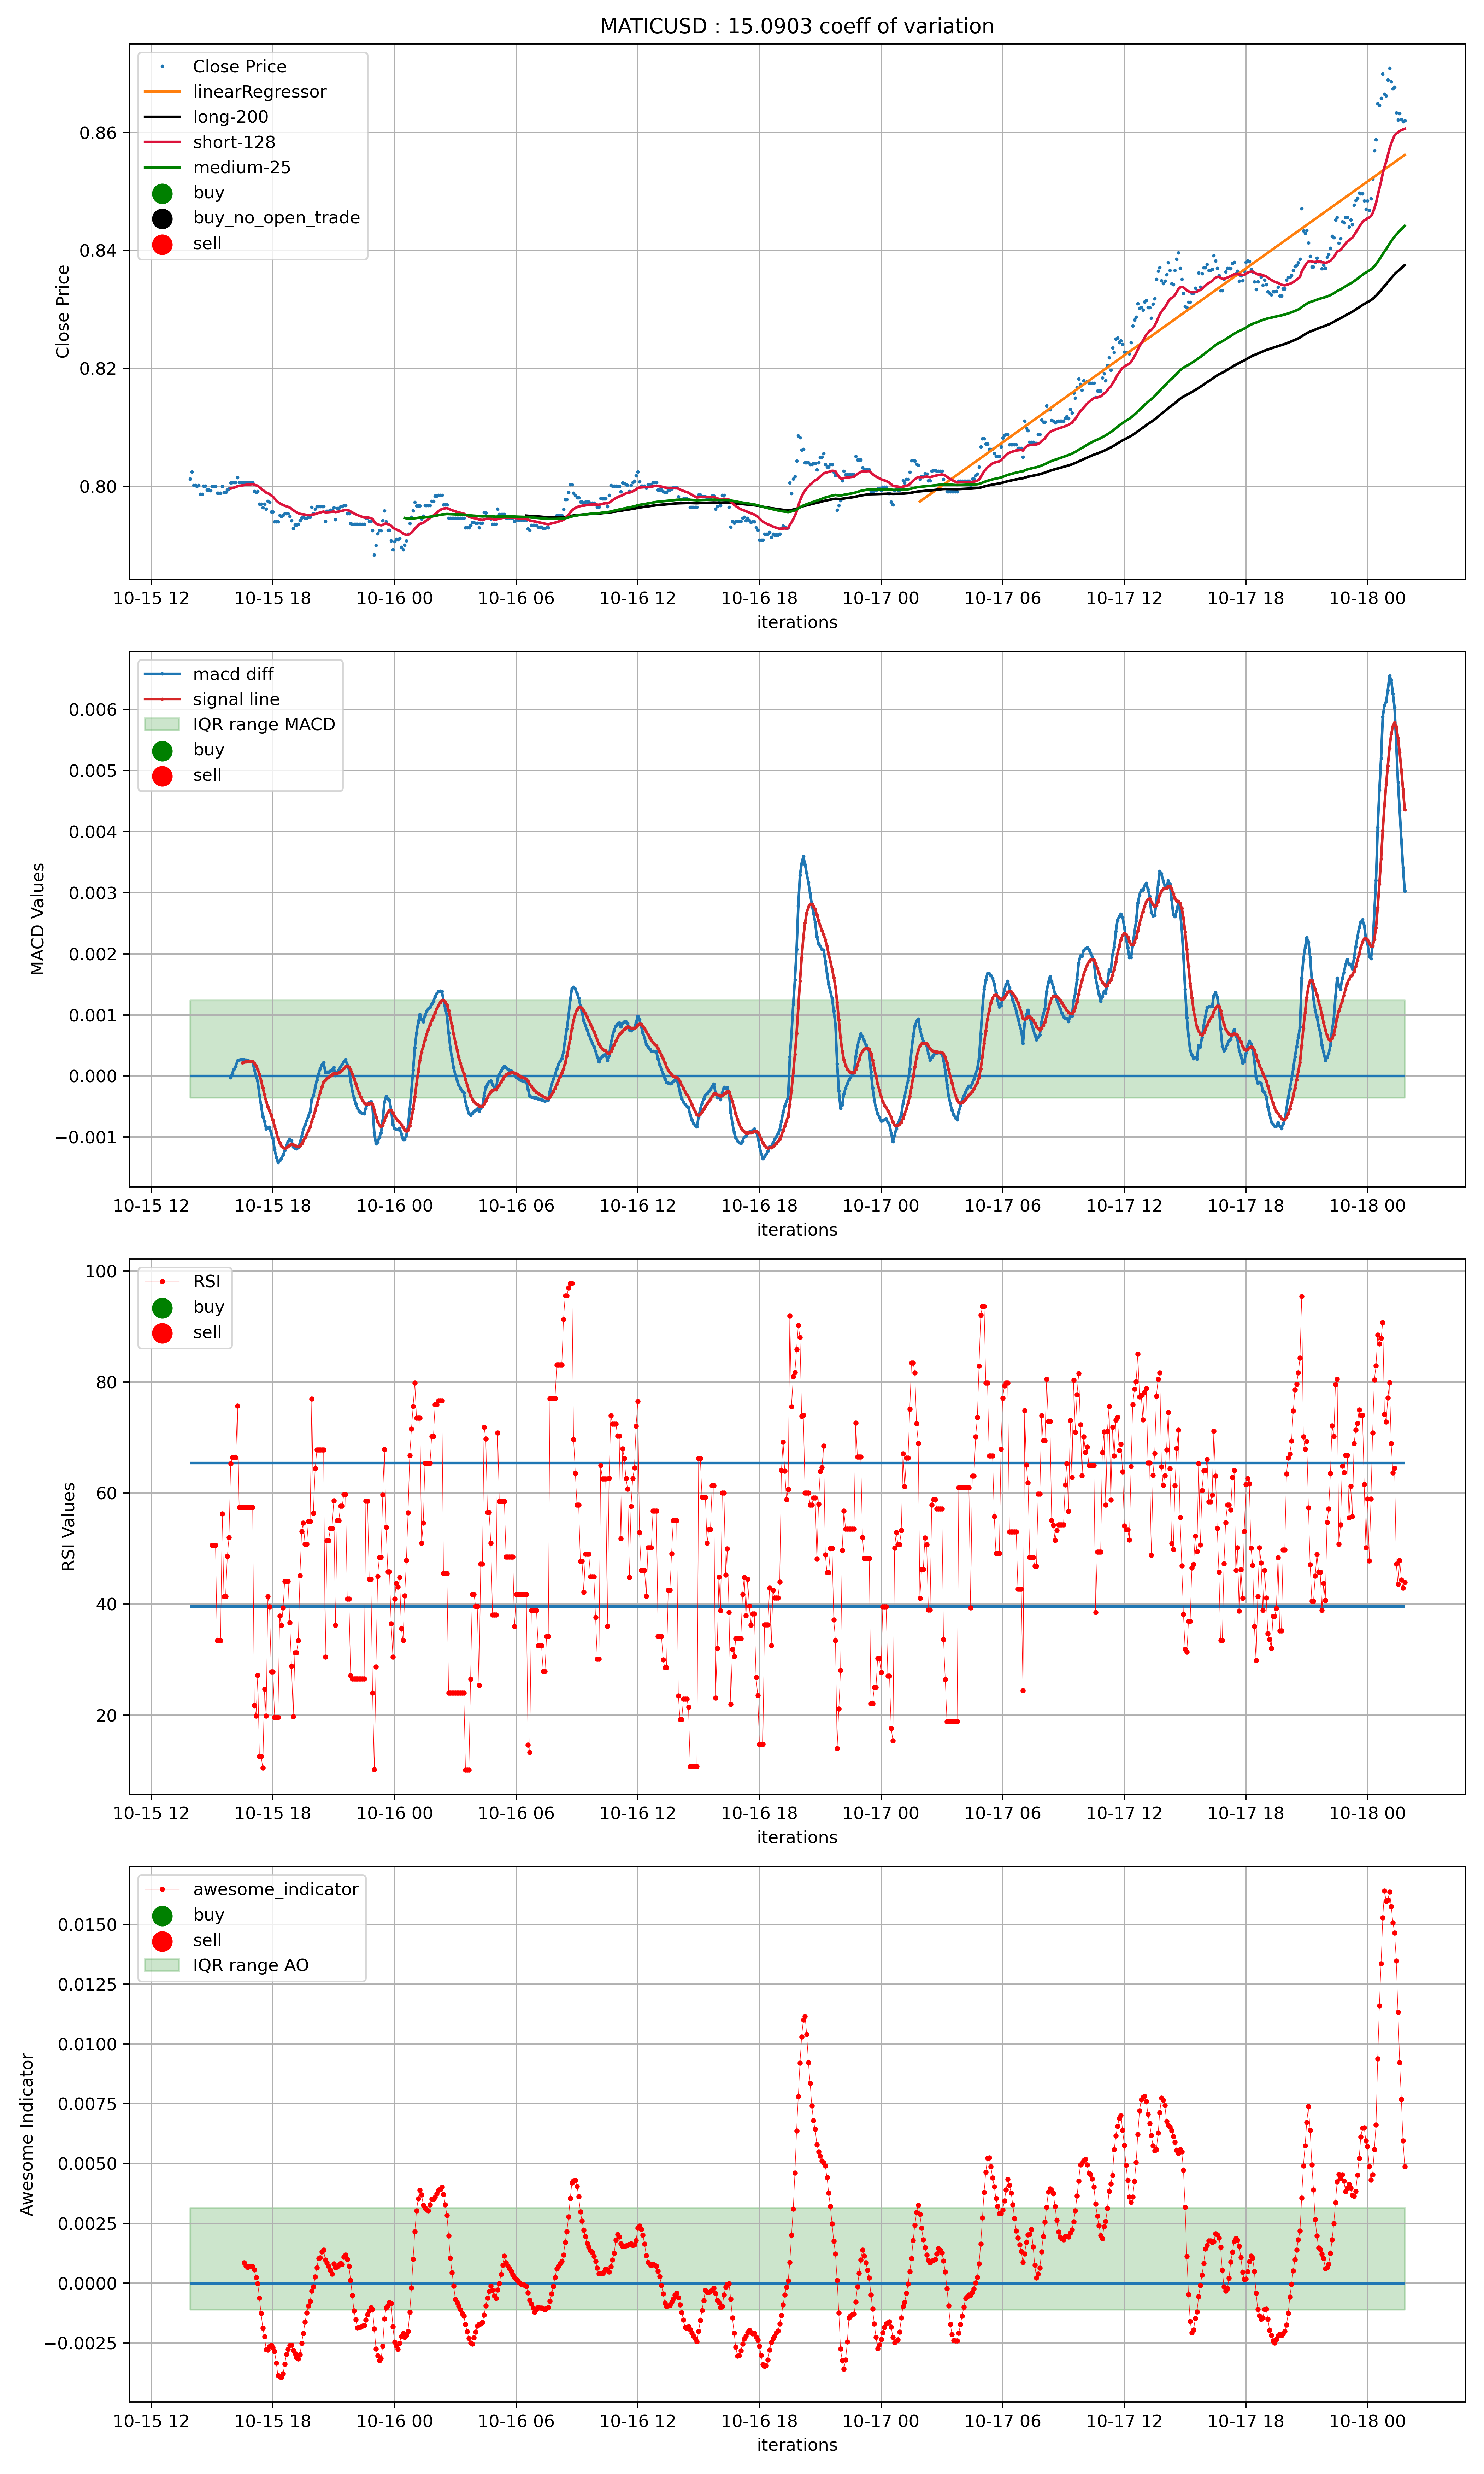 MATICUSD : 15.0903 coeff of variation
Close Price
linearRegressor
long-200
short-128
medium-25
buy
buy_no_open_trade
sell
0.86
0.84
0.82
0.80
Close Price
10-15 12 10-15 18 10-16 00 10-16 06 10-16 12 10-16 18 10-17 00 10-17 06 10-17 12 10-17 18 10-18 00
iterations
macd diff
signal line
IQR range MACD
buy
sell
0.006
0.005
0.004
0.003
0.002
0.001
0.000
−0.001
MACD Values
10-15 12 10-15 18 10-16 00 10-16 06 10-16 12 10-16 18 10-17 00 10-17 06 10-17 12 10-17 18 10-18 00
iterations
RSI
buy
sell
100
80
60
40
20
RSI Values
10-15 12 10-15 18 10-16 00 10-16 06 10-16 12 10-16 18 10-17 00 10-17 06 10-17 12 10-17 18 10-18 00
iterations
awesome_indicator
buy
sell
IQR range AO
0.0150
0.0125
0.0100
0.0075
0.0050
0.0025
0.0000
−0.0025
Awesome Indicator
10-15 12 10-15 18 10-16 00 10-16 06 10-16 12 10-16 18 10-17 00 10-17 06 10-17 12 10-17 18 10-18 00
iterations